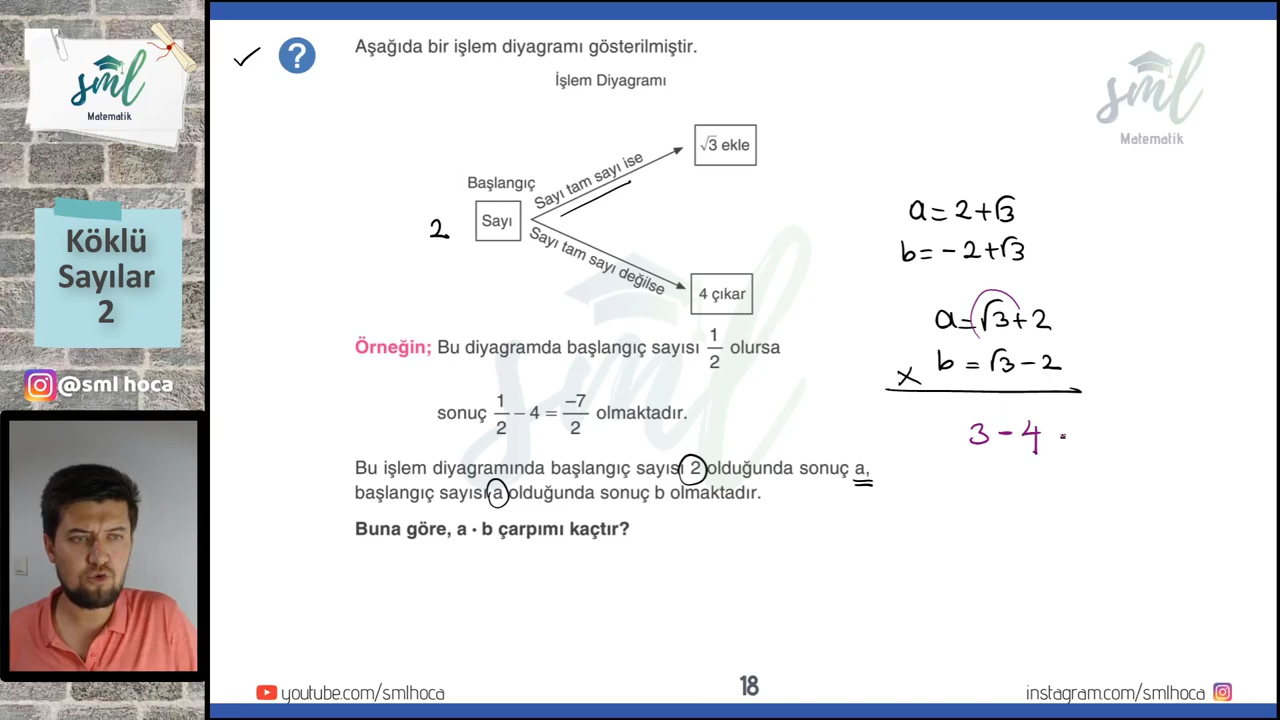 sml
Matematik
Köklü
Sayılar
2
@sml hoca
?
Aşağıda bir işlem diyagramı gösterilmiştir.
İşlem Diyagramı
√3 ekle
Başlangıç
Sayı tam sayı ise
2
Sayı
Sayı tam sayı değilse
4 çıkar
Örneğin; Bu diyagramda başlangıç sayısı 1/2 olursa
sonuç 1/2 − 4 = −7/2 olmaktadır.
Bu işlem diyagramında başlangıç sayısı 2 olduğunda sonuç a,
başlangıç sayısı a olduğunda sonuç b olmaktadır.
Buna göre, a · b çarpımı kaçtır?
sml
Matematik
a = 2 + √3
b = - 2 + √3
a = √3 + 2
b = √3 - 2
x
3 - 4
youtube.com/smlhoca
18
instagram.com/smlhoca